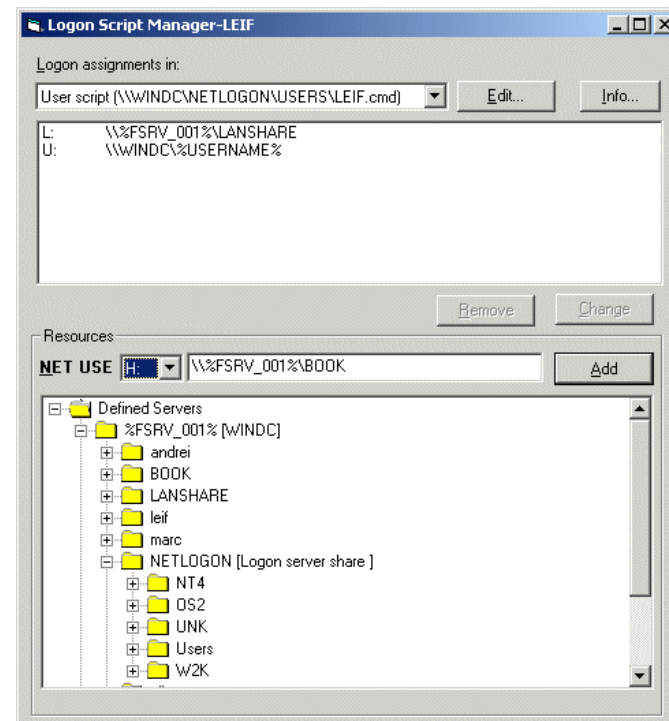 Logon Script Manager-LEIF
Logon assignments in:
User script (\\WINDC\NETLOGON\USERS\LEIF.cmd)
Edit...
Info...
L: \\%FSRV_001%\LANSHARE
U: \\WINDC\%USERNAME%
Remove
Change
Resources
NET USE
H:
\\%FSRV_001%\BOOK
Add
Defined Servers
%FSRV_001% [WINDC]
andrei
BOOK
LANSHARE
leif
marc
NETLOGON [Logon server share ]
NT4
OS2
UNK
Users
W2K